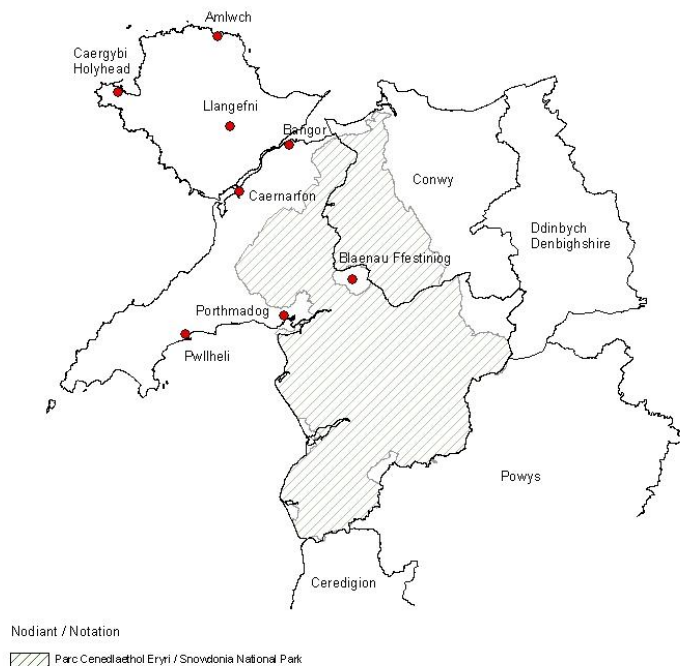 Amlwch
Caergybi
Holyhead
Llangefni
Bangor
Conwy
Caernarfon
Ddinbych
Denbighshire
Blaenau Ffestiniog
Porthmadog
Pwllheli
Powys
Ceredigion
Nodiant / Notation
Parc Cenedlaethol Eryri / Snowdonia National Park